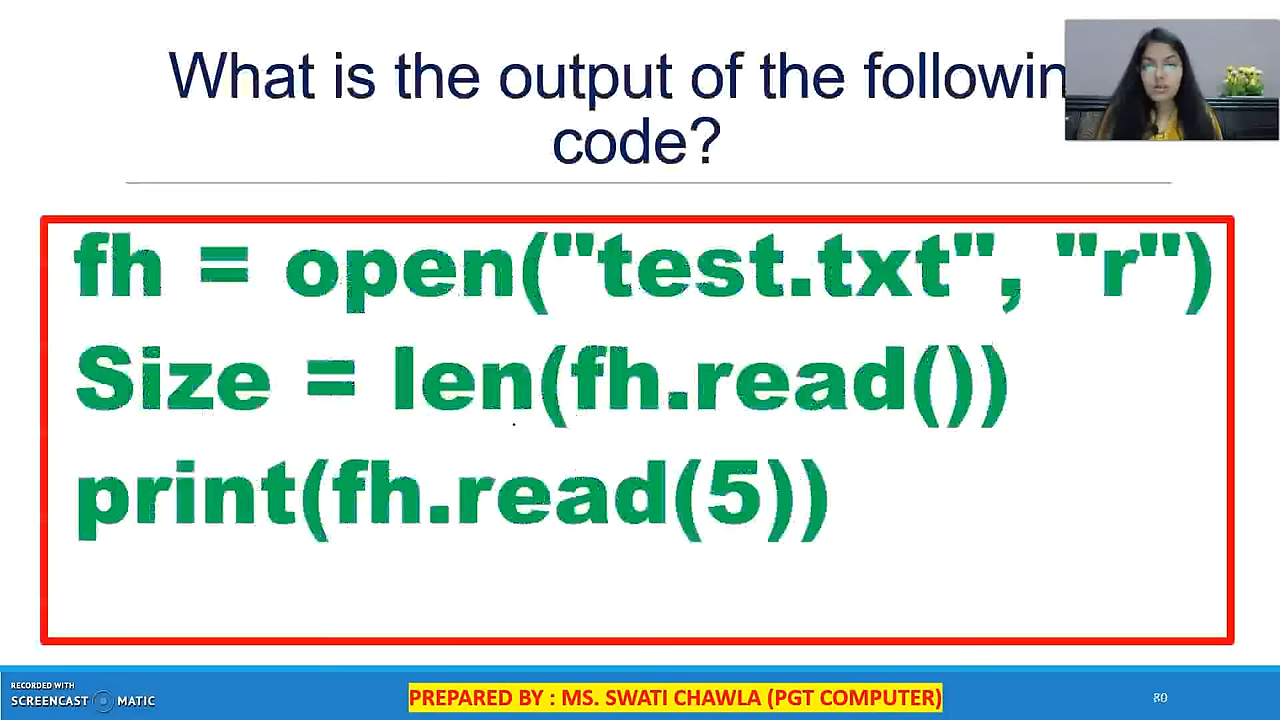 What is the output of the followin
code?
fh = open("test.txt", "r")
Size = len(fh.read())
print(fh.read(5))
RECORDED WITH
SCREENCAST MATIC
PREPARED BY : MS. SWATI CHAWLA (PGT COMPUTER)